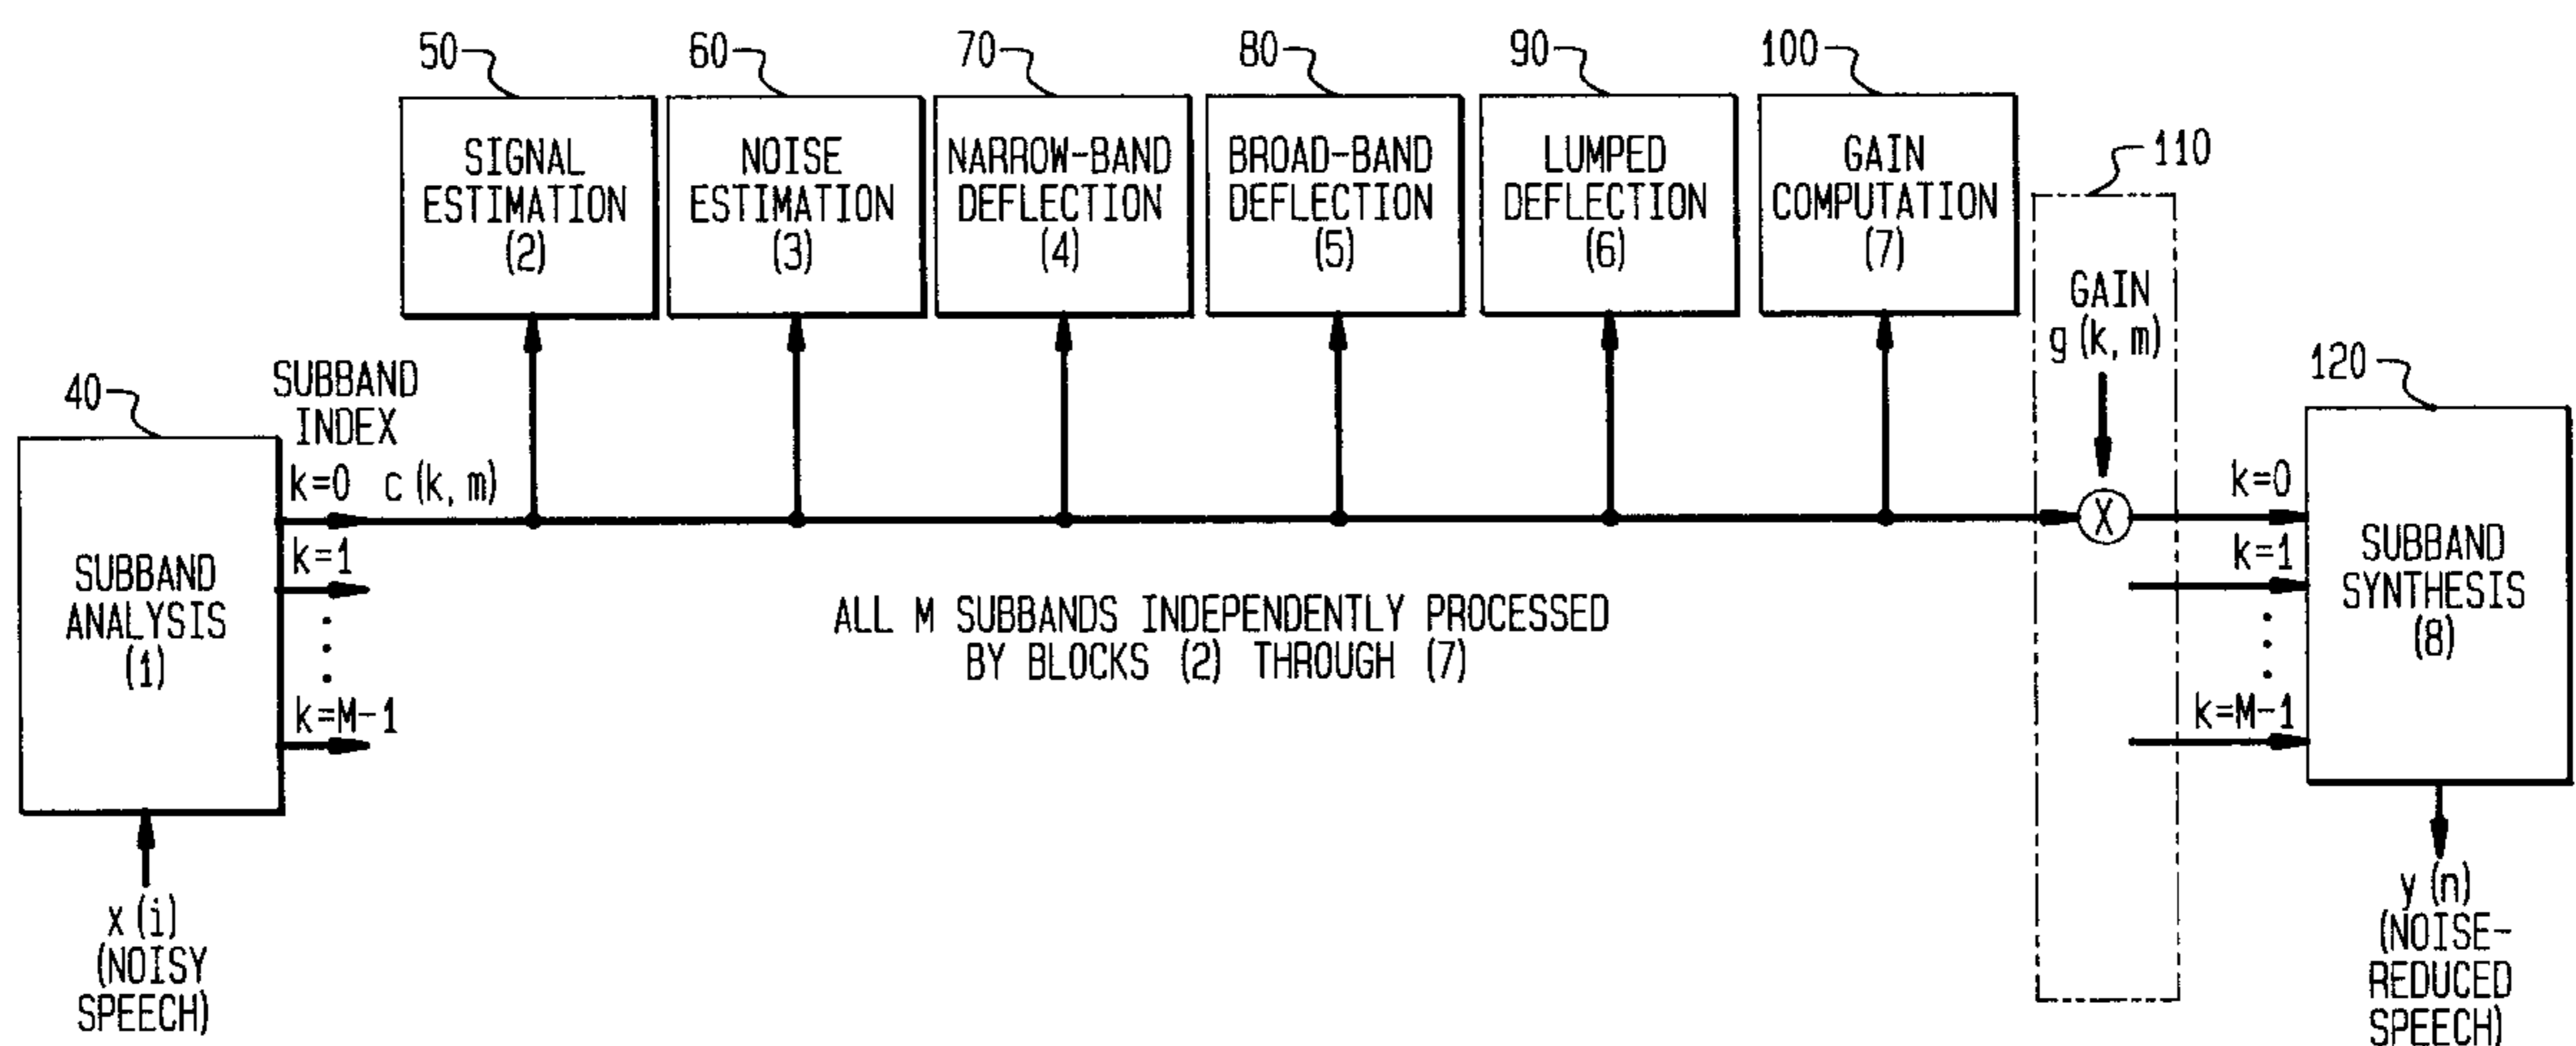 50
60
70
80
90
100
SIGNAL
ESTIMATION
(2)
NOISE
ESTIMATION
(3)
NARROW-BAND
DEFLECTION
(4)
BROAD-BAND
DEFLECTION
(5)
LUMPED
DEFLECTION
(6)
GAIN
COMPUTATION
(7)
110
GAIN
g(k,m)
X
40
SUBBAND
INDEX
k=0 c(k,m)
k=1
k=M-1
SUBBAND
ANALYSIS
(1)
x(i)
(NOISY
SPEECH)
ALL M SUBBANDS INDEPENDENTLY PROCESSED
BY BLOCKS (2) THROUGH (7)
120
k=0
k=1
k=M-1
SUBBAND
SYNTHESIS
(8)
y(n)
(NOISE-
REDUCED
SPEECH)